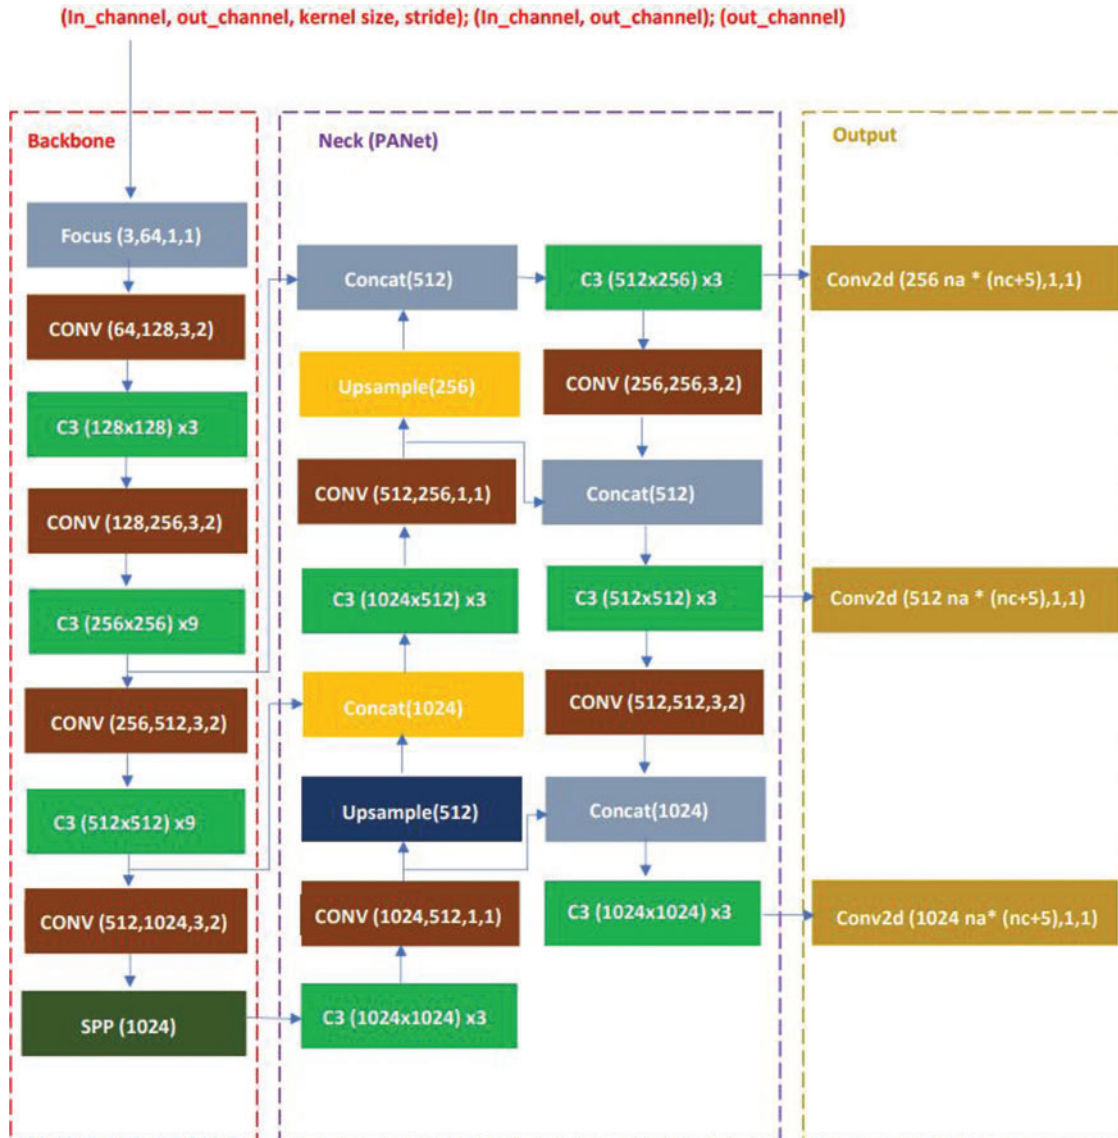 (In_channel, out_channel, kernel size, stride); (In_channel, out_channel); (out_channel)
Backbone
Focus (3,64,1,1)
CONV (64,128,3,2)
C3 (128x128) x3
CONV (128,256,3,2)
C3 (256x256) x9
CONV (256,512,3,2)
C3 (512x512) x9
CONV (512,1024,3,2)
SPP (1024)
Neck (PANet)
Concat(512)
Upsample(256)
CONV (512,256,1,1)
C3 (1024x512) x3
Concat(1024)
Upsample(512)
CONV (1024,512,1,1)
C3 (1024x1024) x3
C3 (512x256) x3
CONV (256,256,3,2)
Concat(512)
C3 (512x512) x3
CONV (512,512,3,2)
Concat(1024)
C3 (1024x1024) x3
Output
Conv2d (256 na * (nc+5),1,1)
Conv2d (512 na * (nc+5),1,1)
Conv2d (1024 na* (nc+5),1,1)